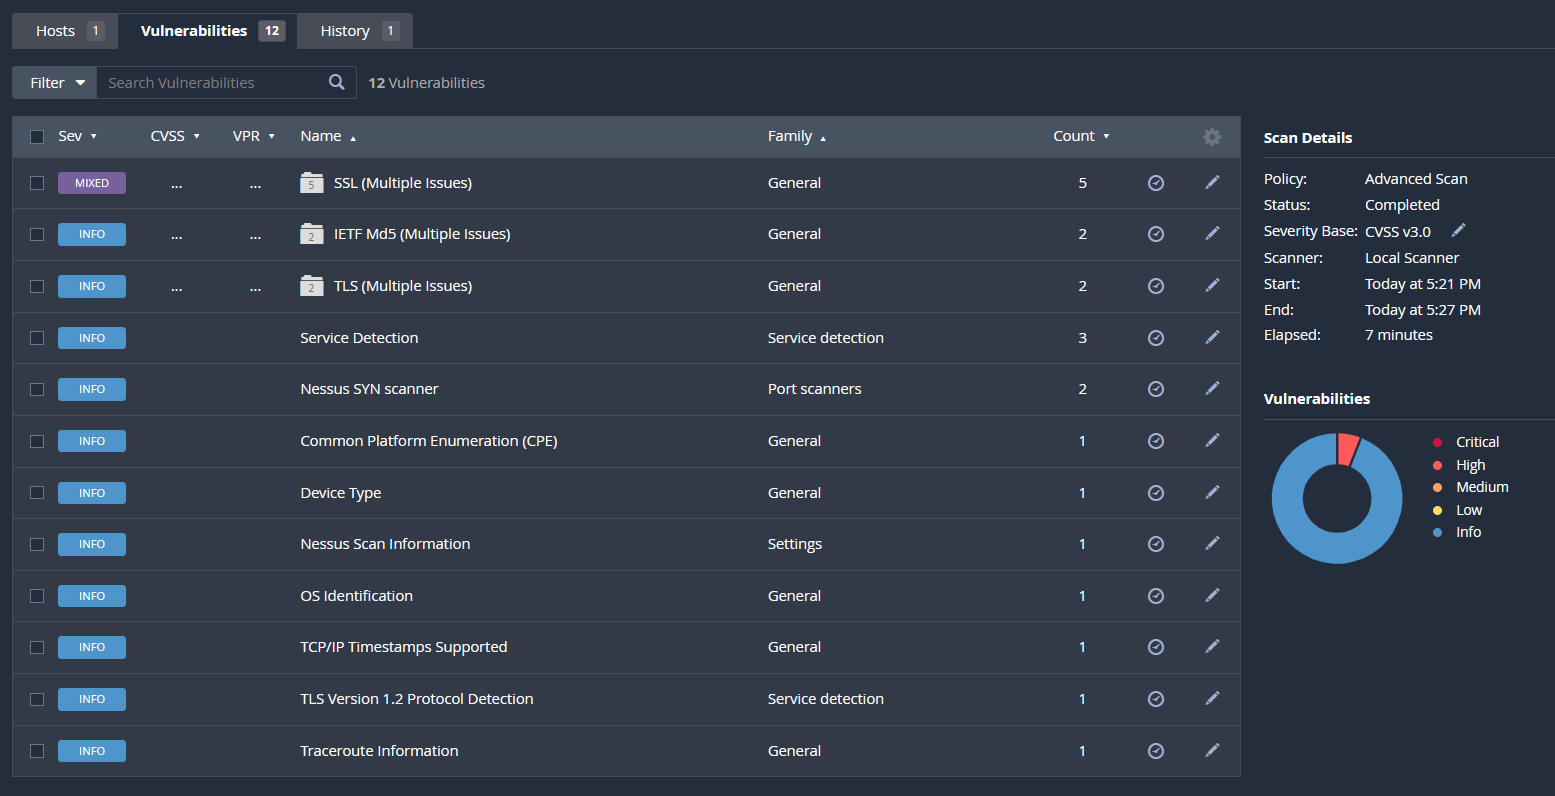 Hosts 1 Vulnerabilities 12 History 1
Filter Search Vulnerabilities 12 Vulnerabilities
Sev CVSS VPR Name Family Count
MIXED ... ... 5 SSL (Multiple Issues) General 5
INFO ... ... 2 IETF Md5 (Multiple Issues) General 2
INFO ... ... 2 TLS (Multiple Issues) General 2
INFO Service Detection Service detection 3
INFO Nessus SYN scanner Port scanners 2
INFO Common Platform Enumeration (CPE) General 1
INFO Device Type General 1
INFO Nessus Scan Information Settings 1
INFO OS Identification General 1
INFO TCP/IP Timestamps Supported General 1
INFO TLS Version 1.2 Protocol Detection Service detection 1
INFO Traceroute Information General 1
Scan Details
Policy: Advanced Scan
Status: Completed
Severity Base: CVSS v3.0
Scanner: Local Scanner
Start: Today at 5:21 PM
End: Today at 5:27 PM
Elapsed: 7 minutes
Vulnerabilities
Critical
High
Medium
Low
Info